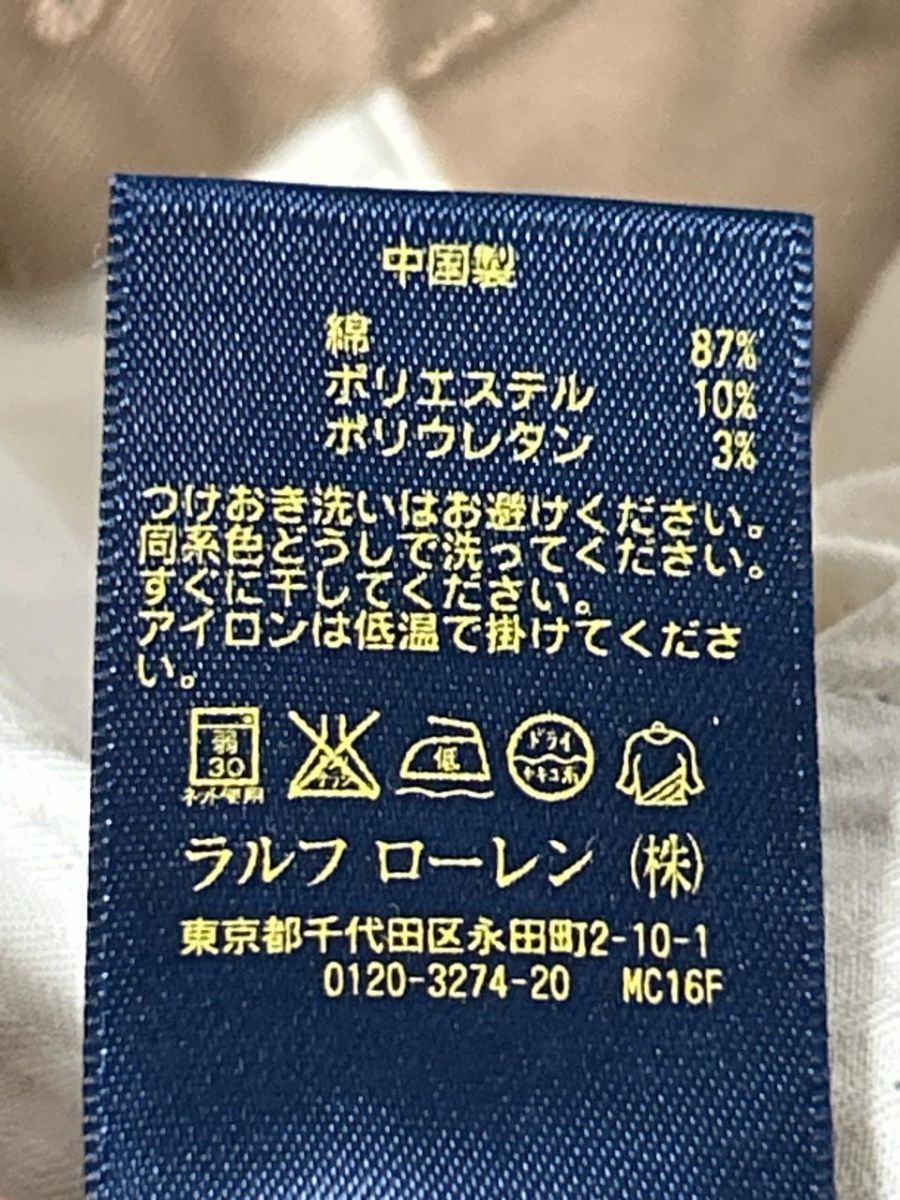 中国製
綿 87%
ポリエステル 10%
ポリウレタン 3%
つけおき洗いはお避けください。
同系色どうしで洗ってください。
すぐに干してください。
アイロンは低温で掛けてくださ
い。
弱
30
ネット使用
低
ドライ
セキユ系
ラルフ ローレン (株)
東京都千代田区永田町2-10-1
0120-3274-20 MC16F